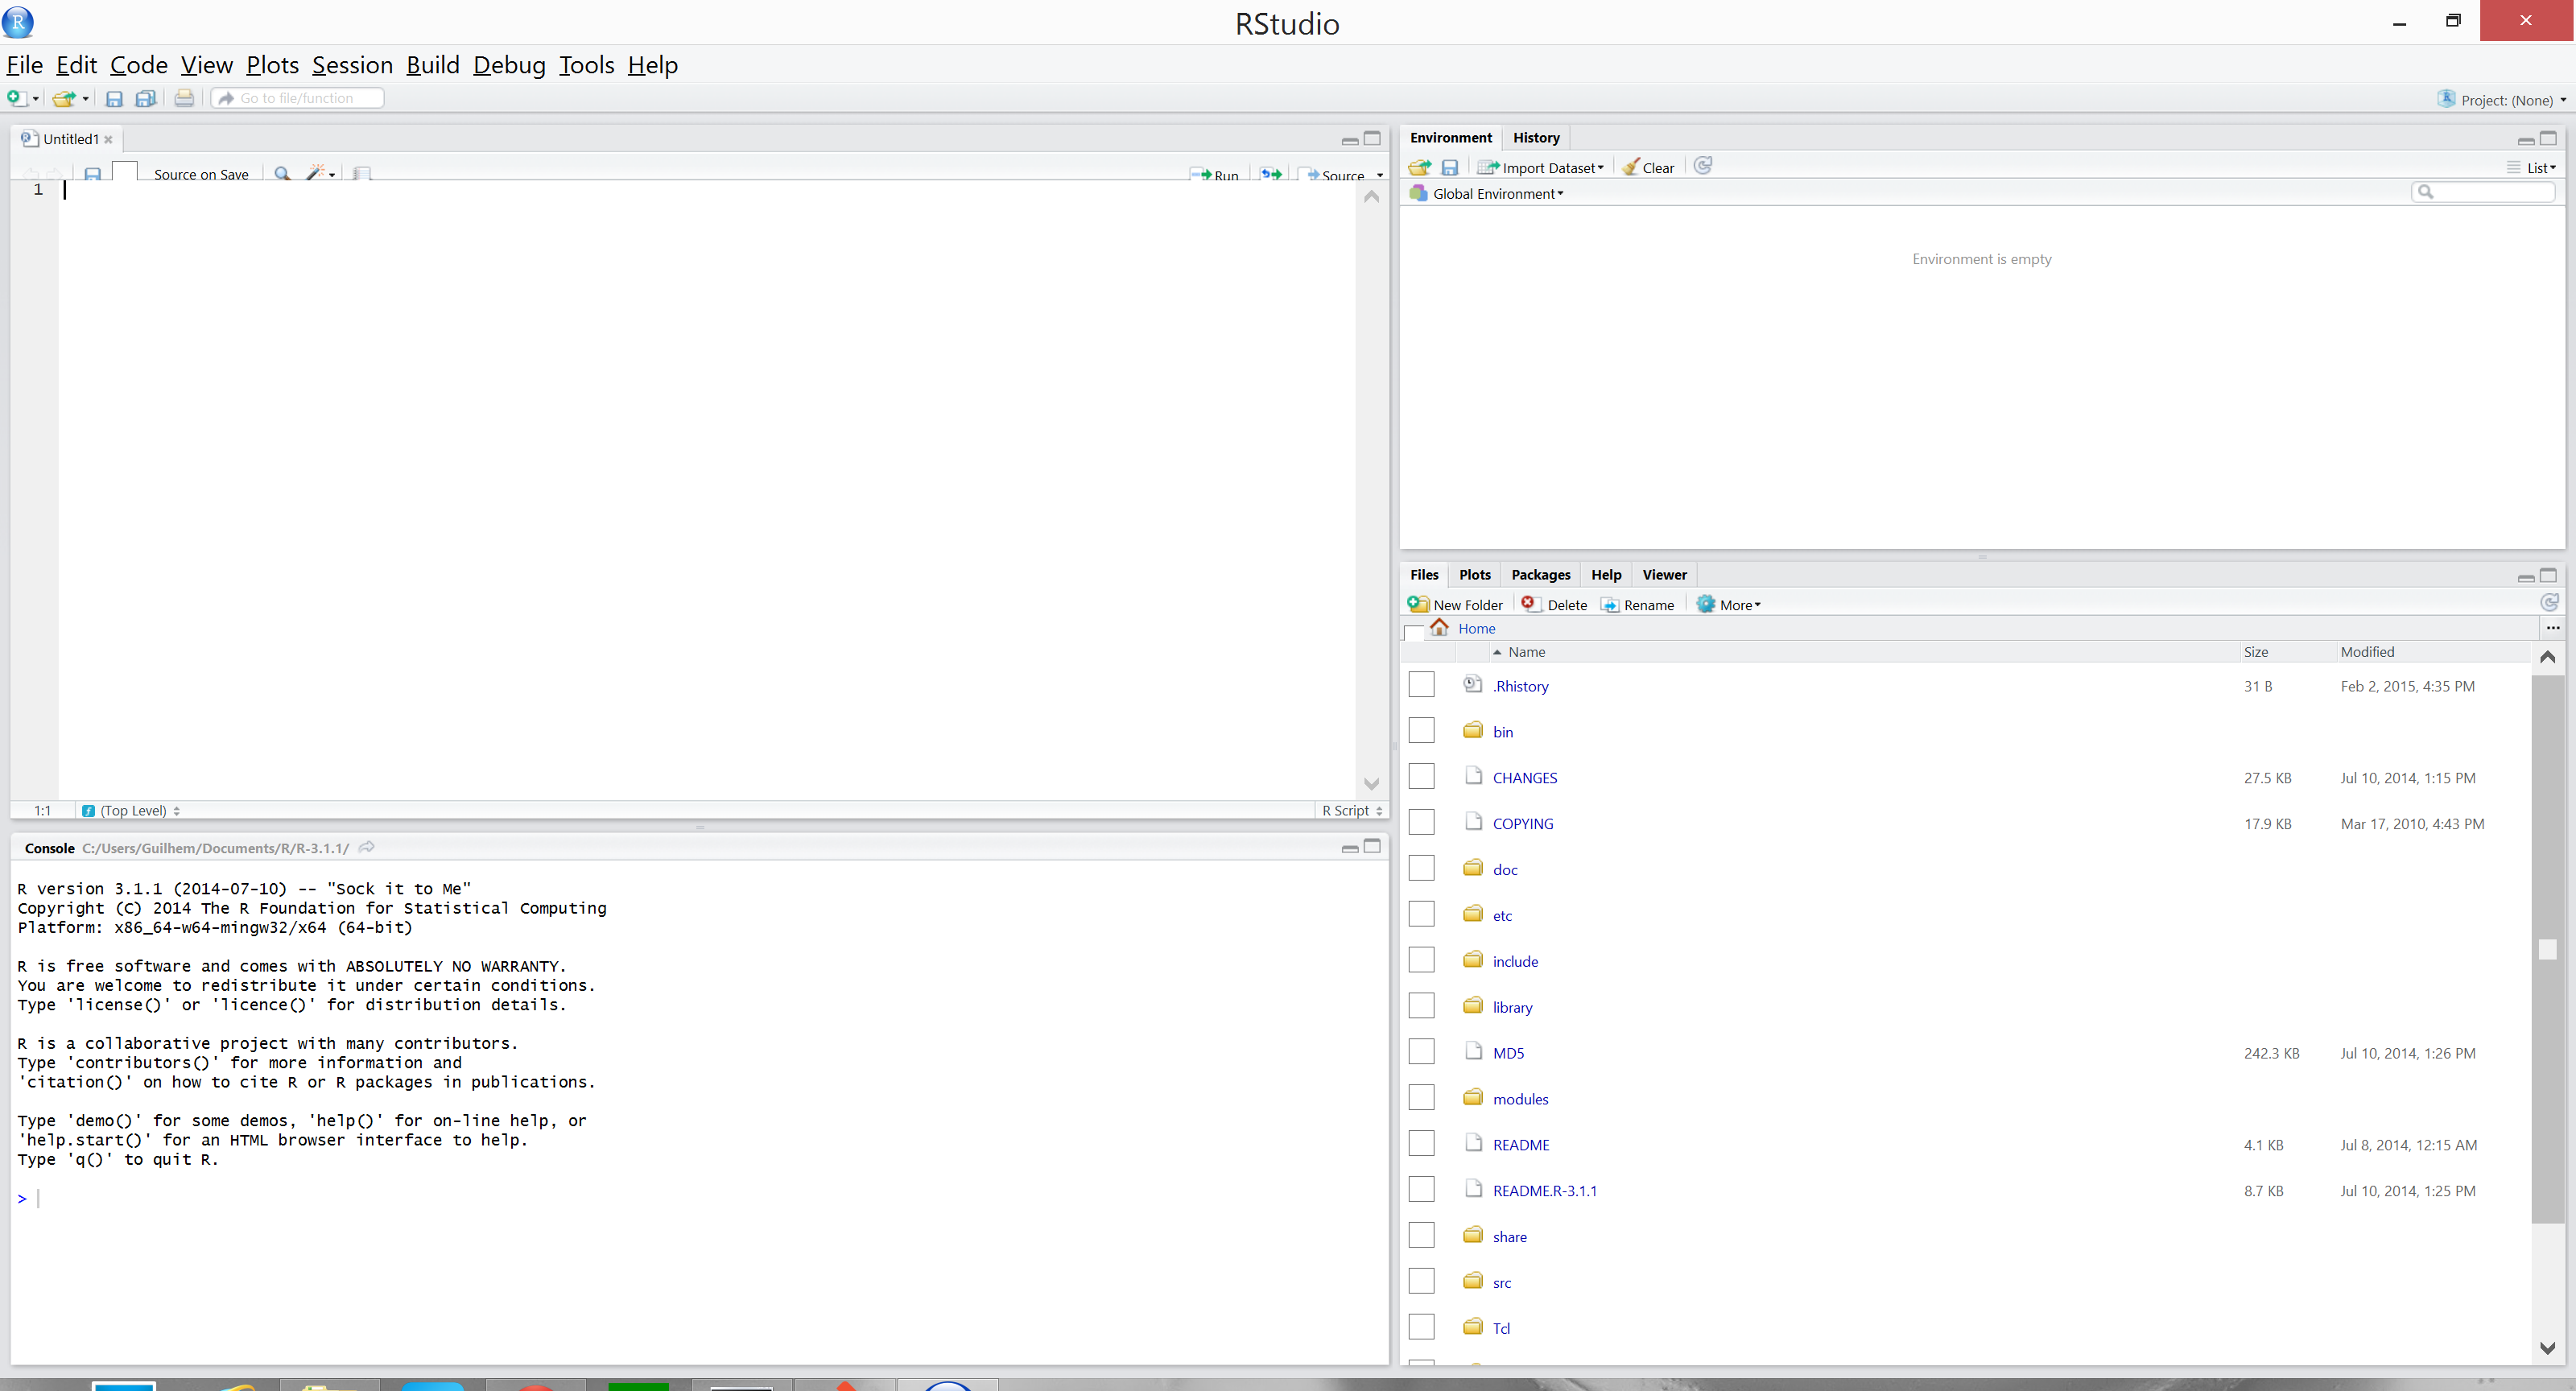 RStudio
File Edit Code View Plots Session Build Debug Tools Help
Go to file/function
Project: (None)
Untitled1
Source on Save
Run
Source
1
1:1
(Top Level)
R Script
Console C:/Users/Guilhem/Documents/R/R-3.1.1/
R version 3.1.1 (2014-07-10) -- "Sock it to Me"
Copyright (C) 2014 The R Foundation for Statistical Computing
Platform: x86_64-w64-mingw32/x64 (64-bit)
R is free software and comes with ABSOLUTELY NO WARRANTY.
You are welcome to redistribute it under certain conditions.
Type 'license()' or 'licence()' for distribution details.
R is a collaborative project with many contributors.
Type 'contributors()' for more information and
'citation()' on how to cite R or R packages in publications.
Type 'demo()' for some demos, 'help()' for on-line help, or
'help.start()' for an HTML browser interface to help.
Type 'q()' to quit R.
>
Environment History
Import Dataset Clear List
Global Environment
Environment is empty
Files Plots Packages Help Viewer
New Folder Delete Rename More
Home ...
Name Size Modified
.Rhistory 31 B Feb 2, 2015, 4:35 PM
bin
CHANGES 27.5 KB Jul 10, 2014, 1:15 PM
COPYING 17.9 KB Mar 17, 2010, 4:43 PM
doc
etc
include
library
MD5 242.3 KB Jul 10, 2014, 1:26 PM
modules
README 4.1 KB Jul 8, 2014, 12:15 AM
README.R-3.1.1 8.7 KB Jul 10, 2014, 1:25 PM
share
src
Tcl